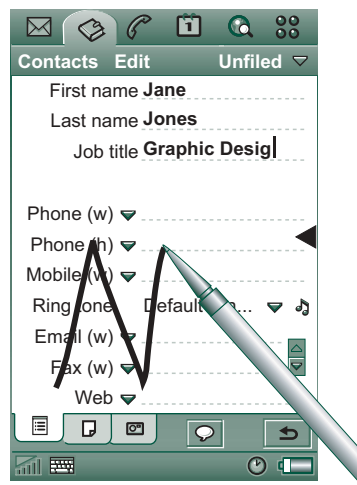 Contacts Edit Unfiled
First name Jane
Last name Jones
Job title Graphic Desig
Phone (w)
Phone (h)
Mobile (w)
Ring tone Default
Email (w)
Fax (w)
Web